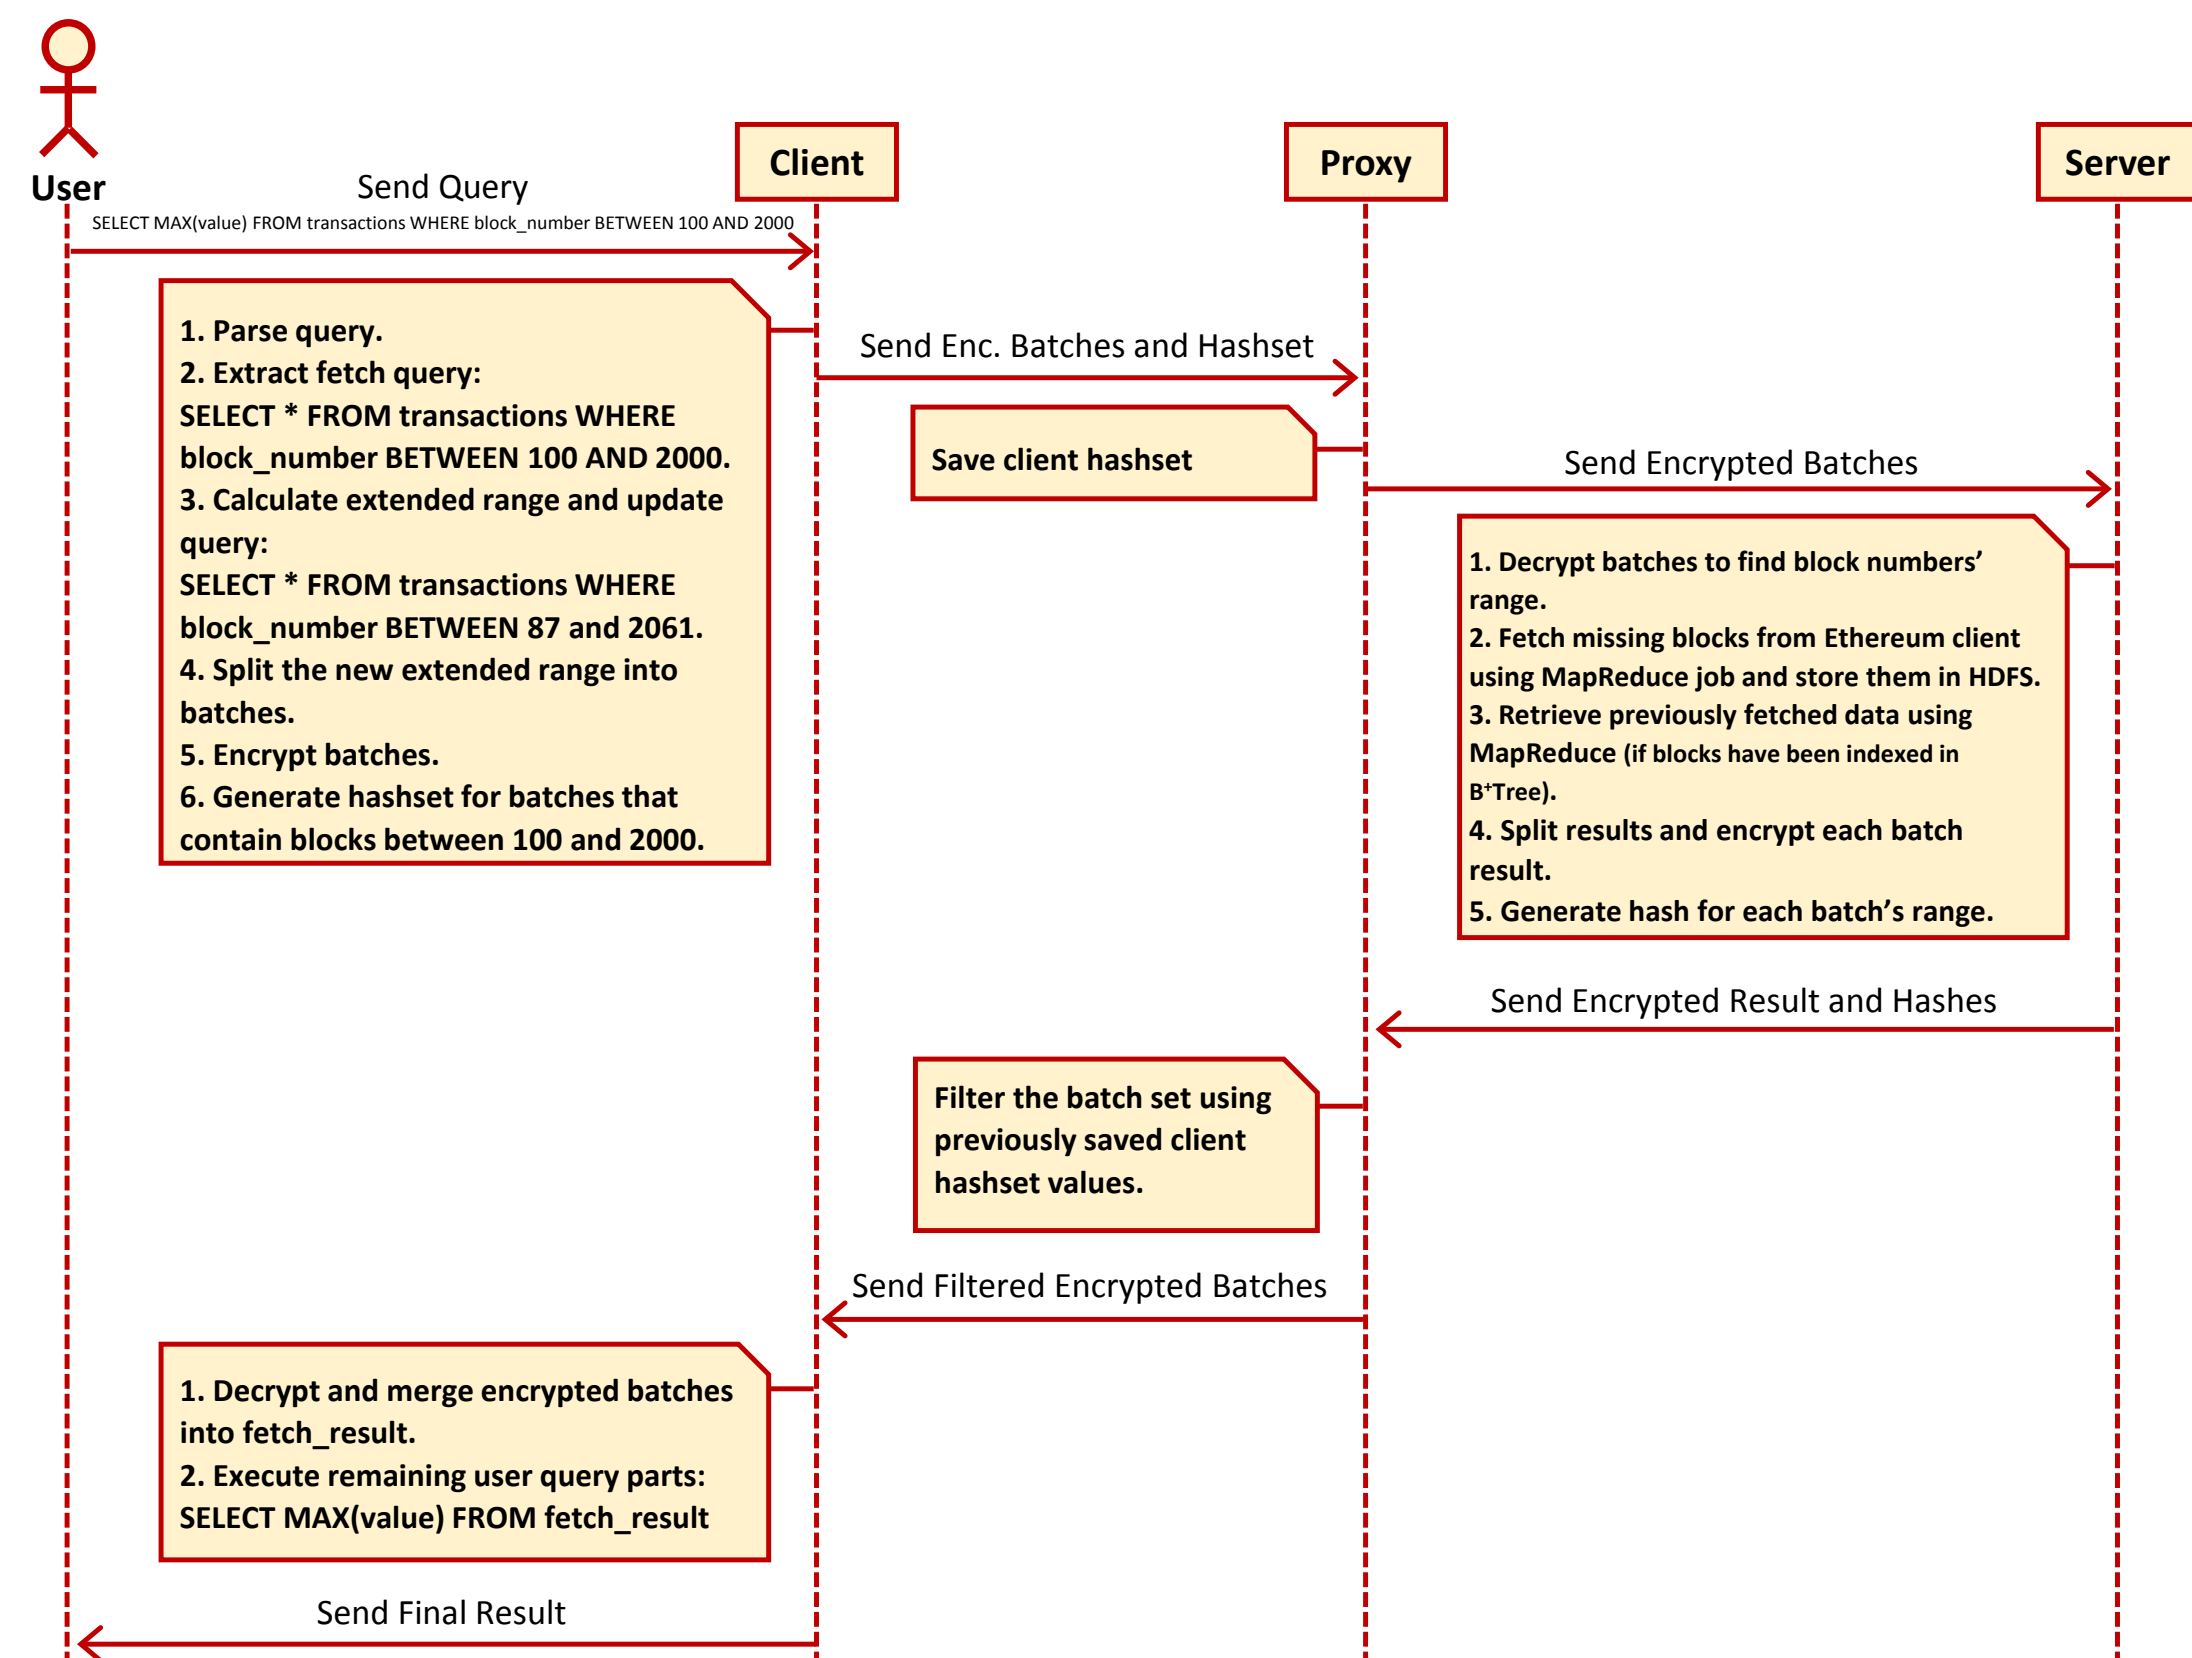 User
Client
Proxy
Server
Send Query
SELECT MAX(value) FROM transactions WHERE block_number BETWEEN 100 AND 2000
1. Parse query.
2. Extract fetch query:
SELECT * FROM transactions WHERE
block_number BETWEEN 100 AND 2000.
3. Calculate extended range and update
query:
SELECT * FROM transactions WHERE
block_number BETWEEN 87 and 2061.
4. Split the new extended range into
batches.
5. Encrypt batches.
6. Generate hashset for batches that
contain blocks between 100 and 2000.
Send Enc. Batches and Hashset
Save client hashset
Send Encrypted Batches
1. Decrypt batches to find block numbers’
range.
2. Fetch missing blocks from Ethereum client
using MapReduce job and store them in HDFS.
3. Retrieve previously fetched data using
MapReduce (if blocks have been indexed in
B⁺Tree).
4. Split results and encrypt each batch
result.
5. Generate hash for each batch’s range.
Send Encrypted Result and Hashes
Filter the batch set using
previously saved client
hashset values.
Send Filtered Encrypted Batches
1. Decrypt and merge encrypted batches
into fetch_result.
2. Execute remaining user query parts:
SELECT MAX(value) FROM fetch_result
Send Final Result